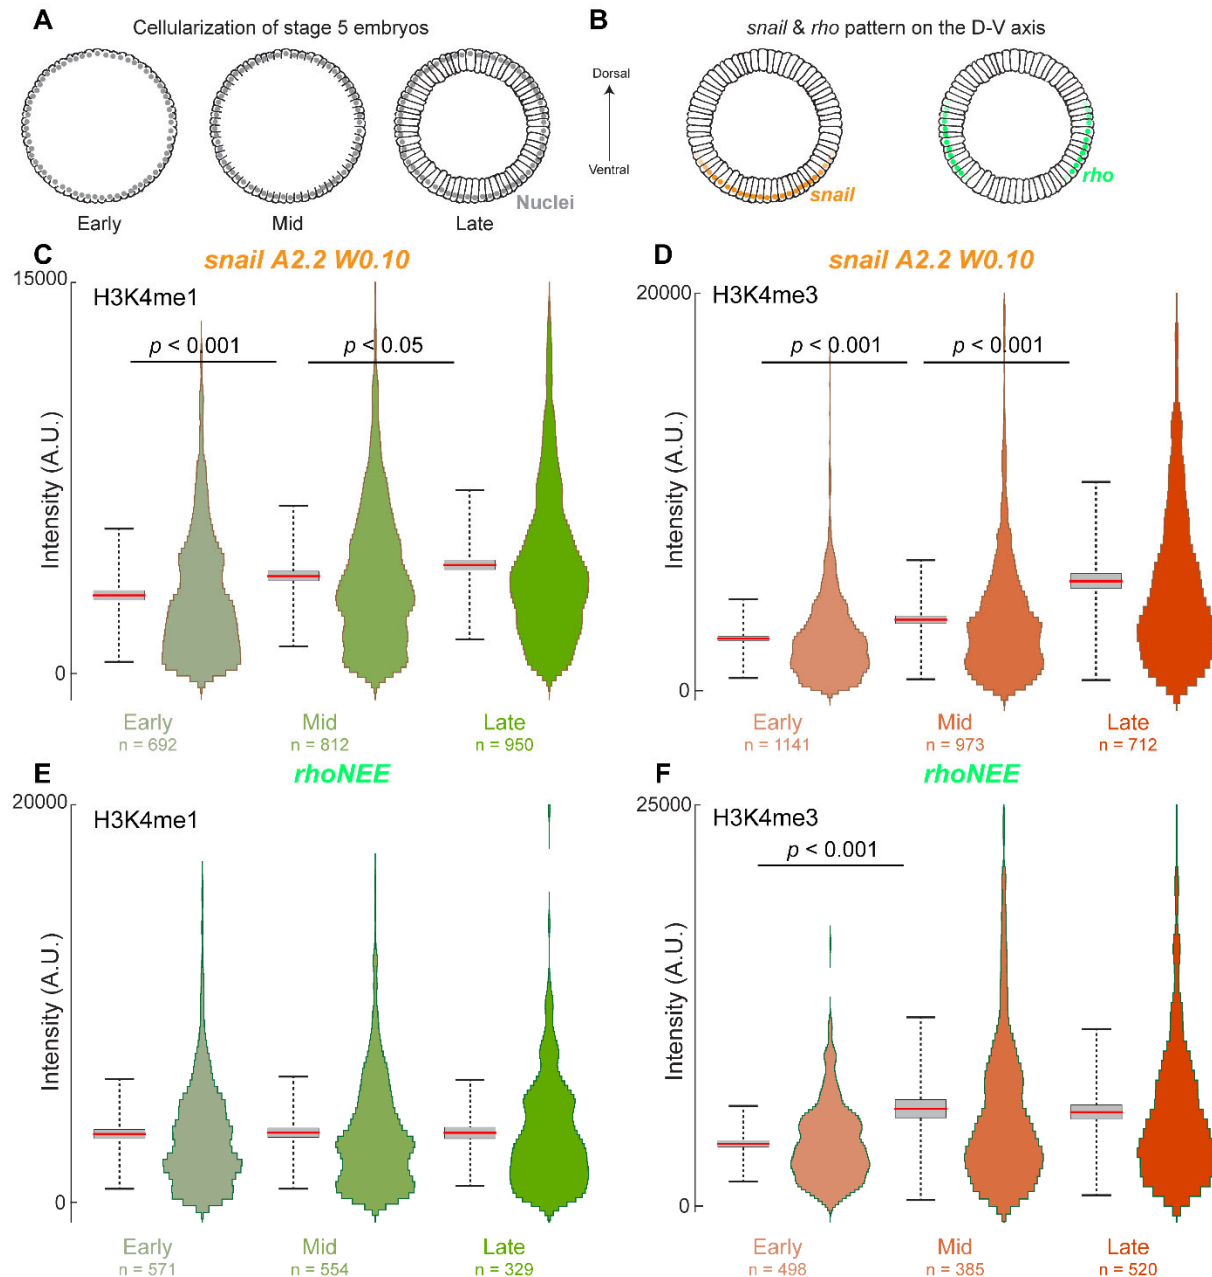 A
Cellularization of stage 5 embryos
Early
Mid
Late
Nuclei
B
snail & rho pattern on the D-V axis
Dorsal
Ventral
snail
rho
C
snail A2.2 W0.10
15000
H3K4me1
p < 0.001
p < 0.05
Intensity (A.U.)
0
Early
Mid
Late
n = 692
n = 812
n = 950
D
snail A2.2 W0.10
20000
H3K4me3
p < 0.001
p < 0.001
Intensity (A.U.)
0
Early
Mid
Late
n = 1141
n = 973
n = 712
E
rhoNEE
20000
H3K4me1
Intensity (A.U.)
0
Early
Mid
Late
n = 571
n = 554
n = 329
F
rhoNEE
25000
H3K4me3
p < 0.001
Intensity (A.U.)
0
Early
Mid
Late
n = 498
n = 385
n = 520